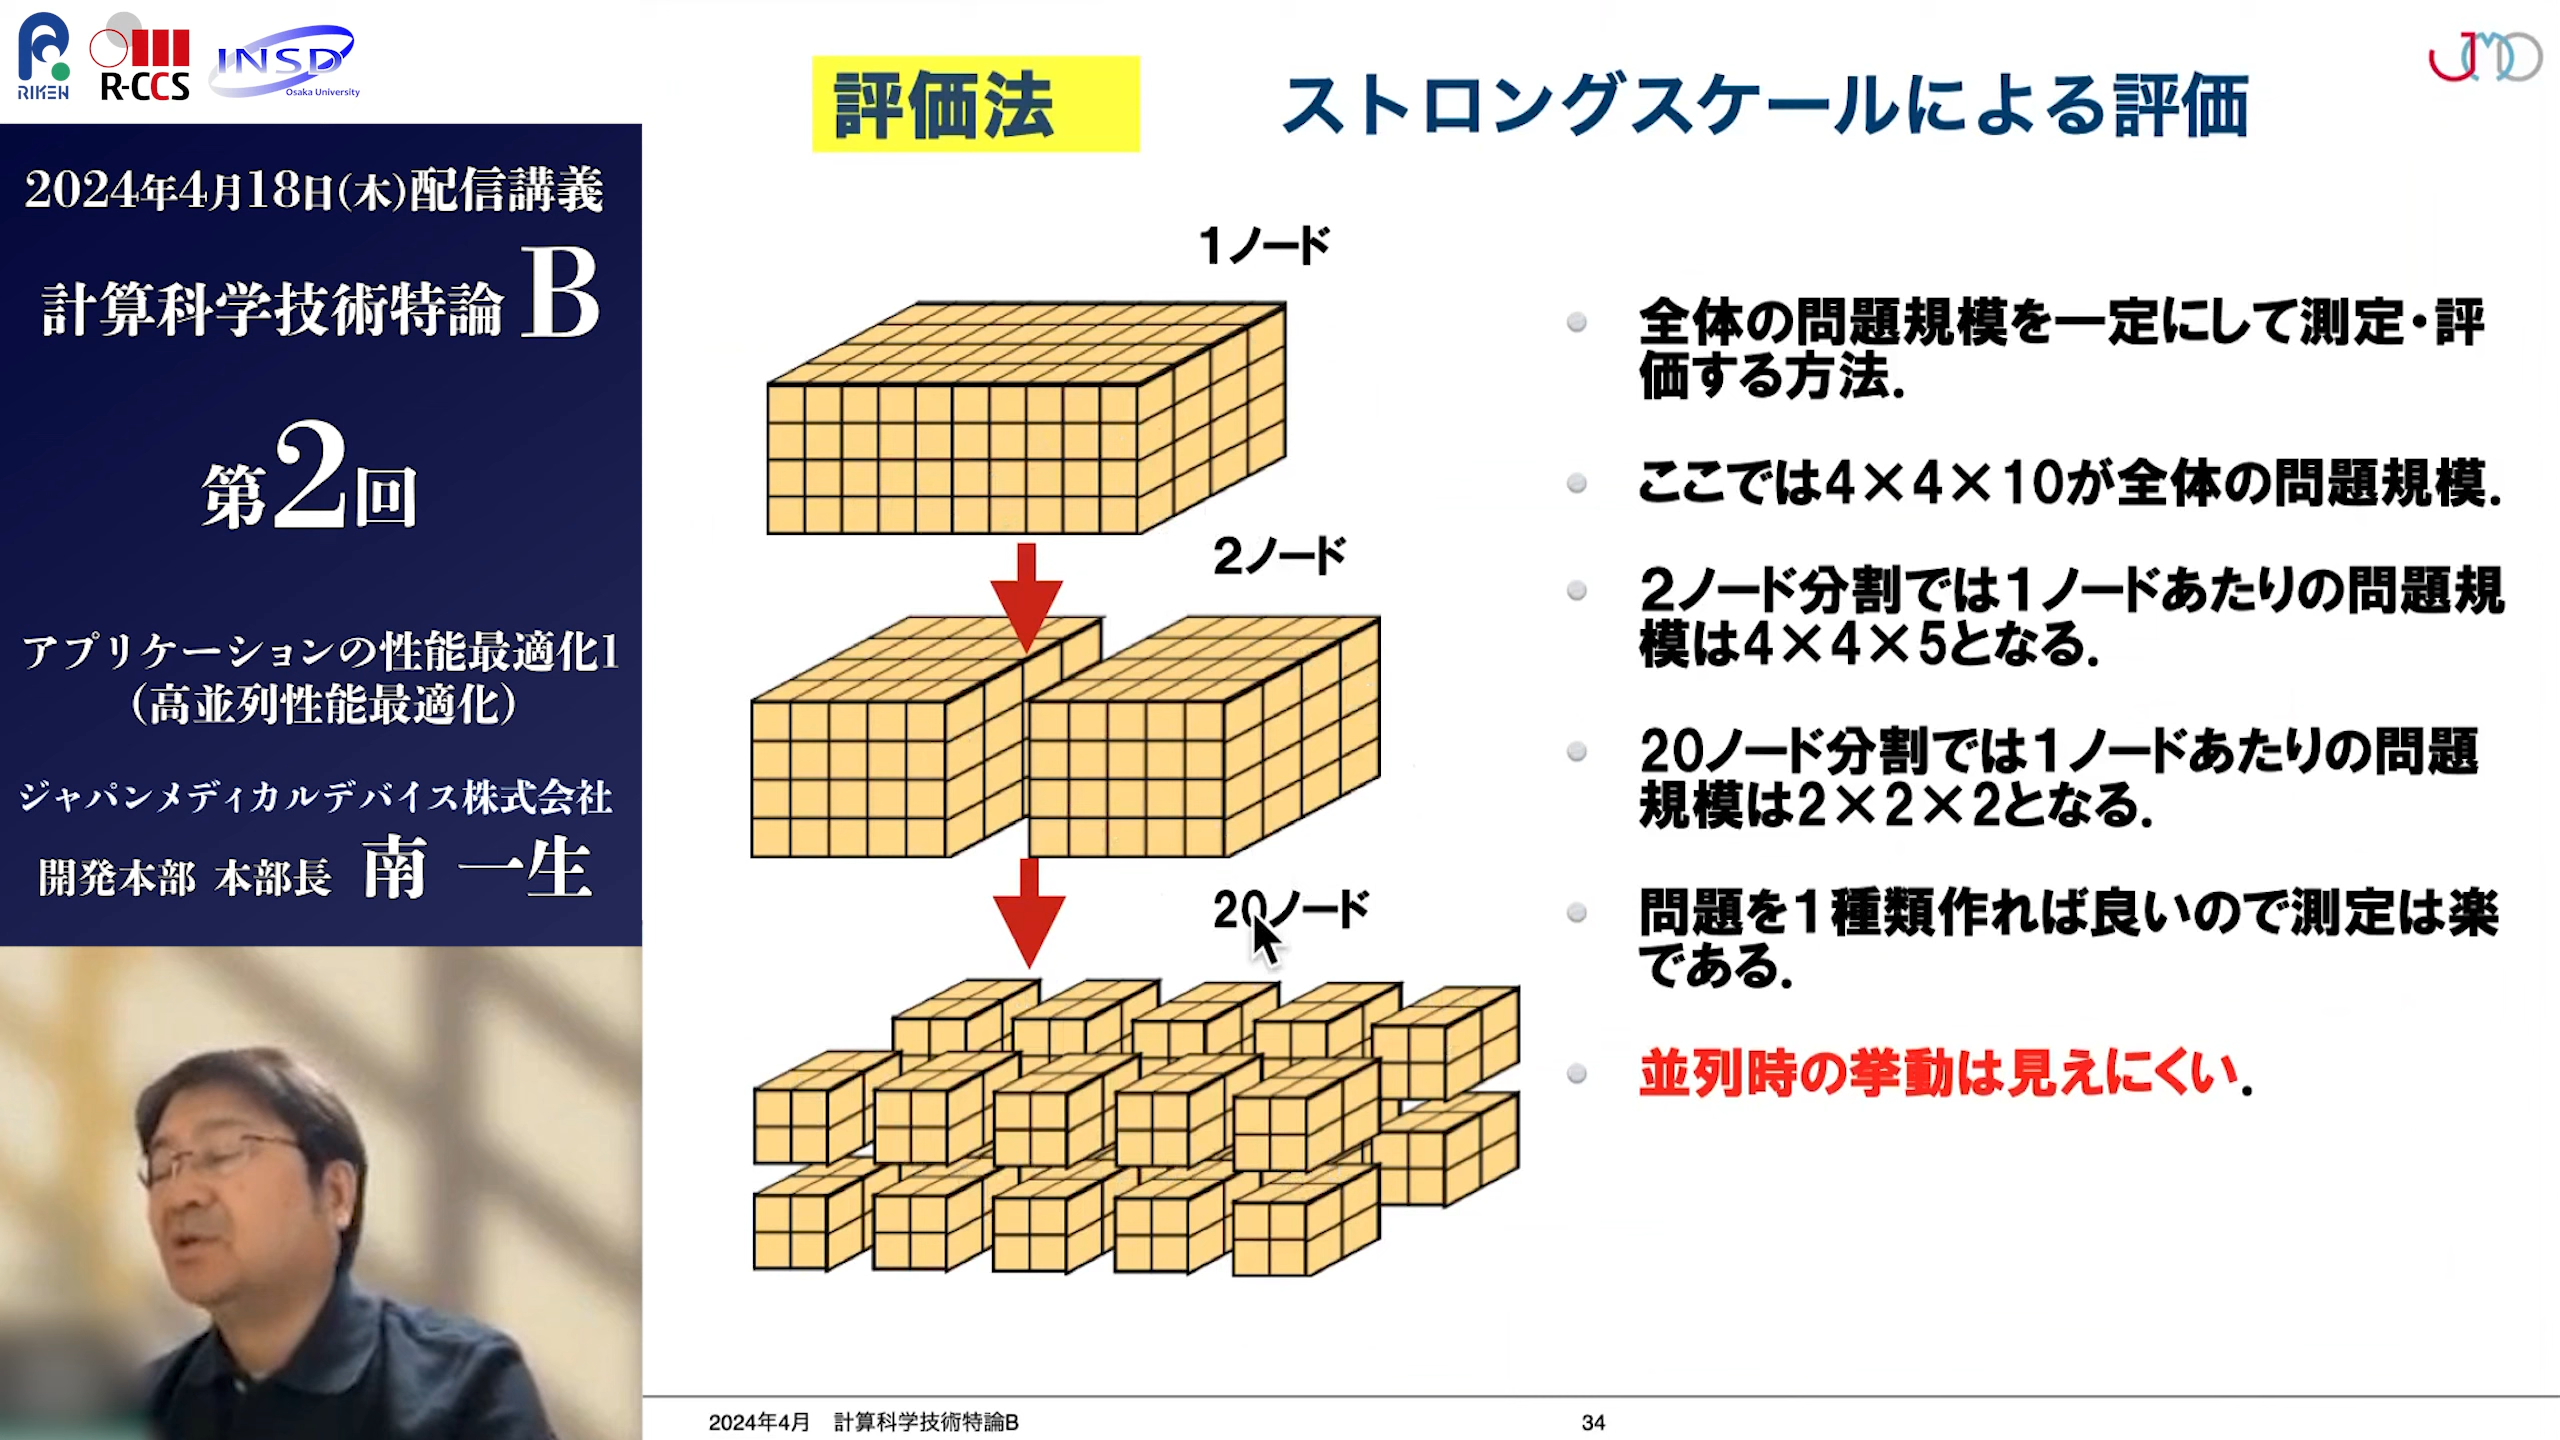 RIKEN
R-CCS
INSD
Osaka University
2024年4月18日(木)配信講義
計算科学技術特論 B
第2回
アプリケーションの性能最適化1
(高並列性能最適化)
ジャパンメディカルデバイス株式会社
開発本部 本部長 南 一生
評価法 ストロングスケールによる評価
JMD
1ノード
2ノード
20ノード
全体の問題規模を一定にして測定・評
価する方法.
ここでは4×4×10が全体の問題規模.
2ノード分割では1ノードあたりの問題規
模は4×4×5となる.
20ノード分割では1ノードあたりの問題
規模は2×2×2となる.
問題を1種類作れば良いので測定は楽
である.
並列時の挙動は見えにくい.
2024年4月 計算科学技術特論B
34